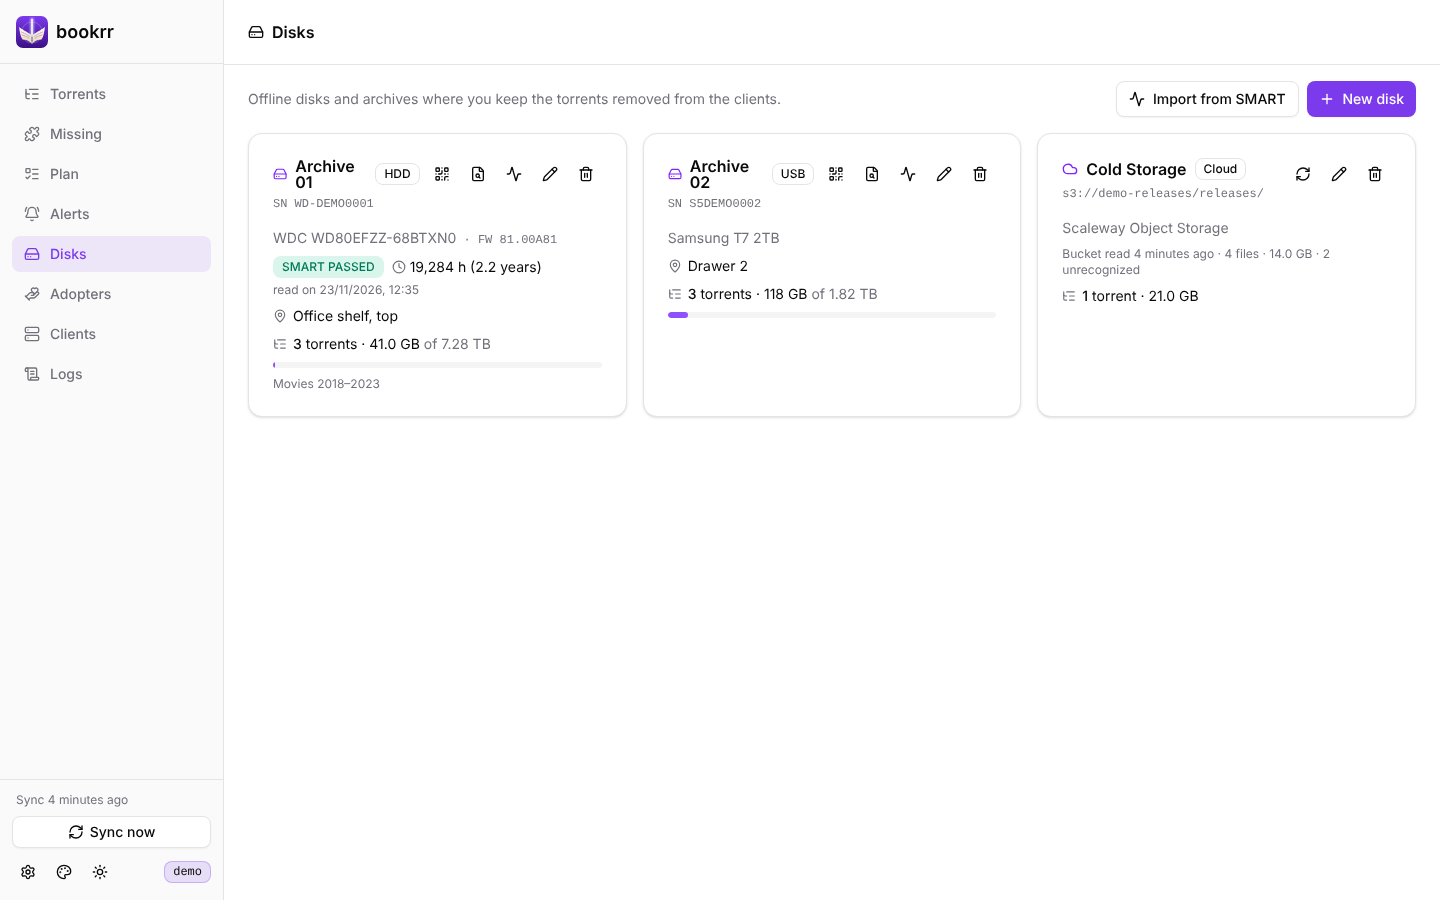 bookrr
Torrents
Missing
Plan
Alerts
Disks
Adopters
Clients
Logs
Sync 4 minutes ago
Sync now
demo
Disks
Offline disks and archives where you keep the torrents removed from the clients.
Import from SMART
New disk
Archive
01
HDD
SN WD-DEMO0001
WDC WD80EFZZ-68BTXN0 · FW 81.00A81
SMART PASSED
19,284 h (2.2 years)
read on 23/11/2026, 12:35
Office shelf, top
3 torrents · 41.0 GB of 7.28 TB
Movies 2018–2023
Archive
02
USB
SN S5DEMO0002
Samsung T7 2TB
Drawer 2
3 torrents · 118 GB of 1.82 TB
Cold Storage
Cloud
s3://demo-releases/releases/
Scaleway Object Storage
Bucket read 4 minutes ago · 4 files · 14.0 GB · 2
unrecognized
1 torrent · 21.0 GB